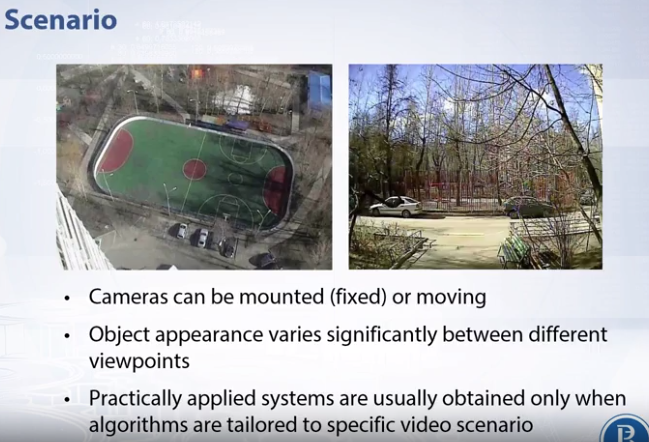 Scenario
• Cameras can be mounted (fixed) or moving
• Object appearance varies significantly between different
viewpoints
• Practically applied systems are usually obtained only when
algorithms are tailored to specific video scenario